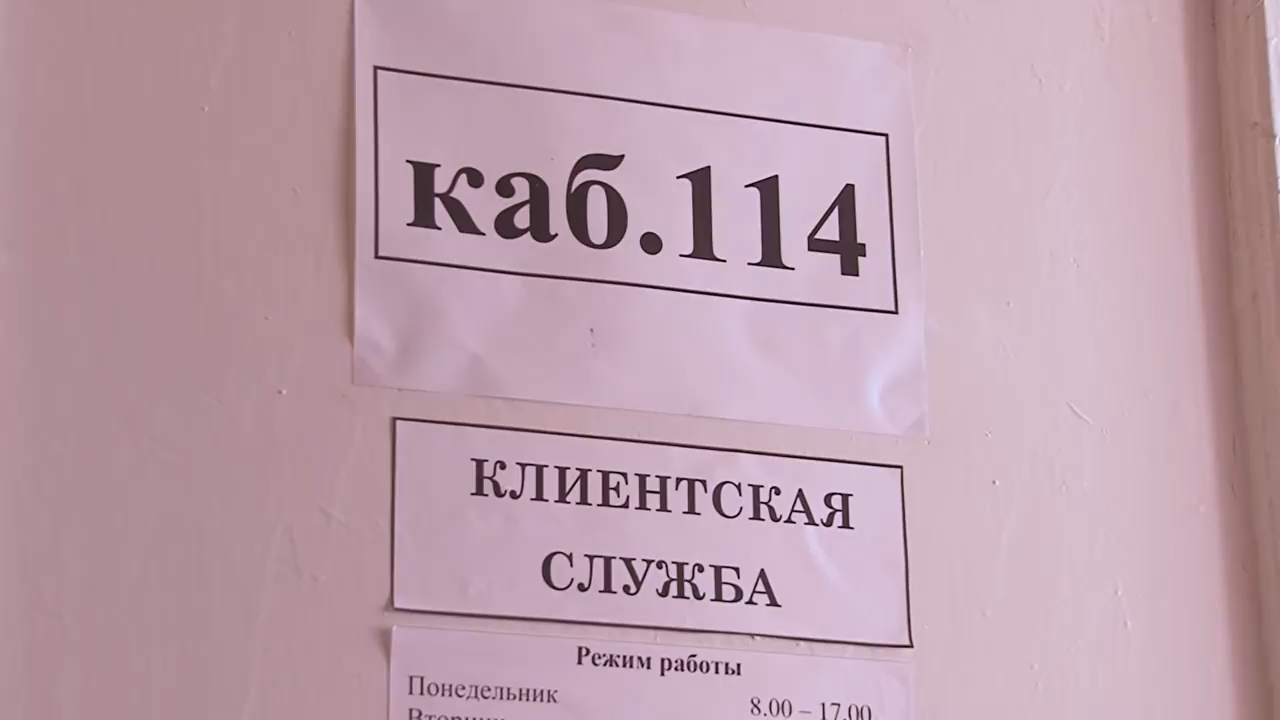 каб.114
КЛИЕНТСКАЯ
СЛУЖБА
Режим работы
Понедельник 8.00 – 17.00